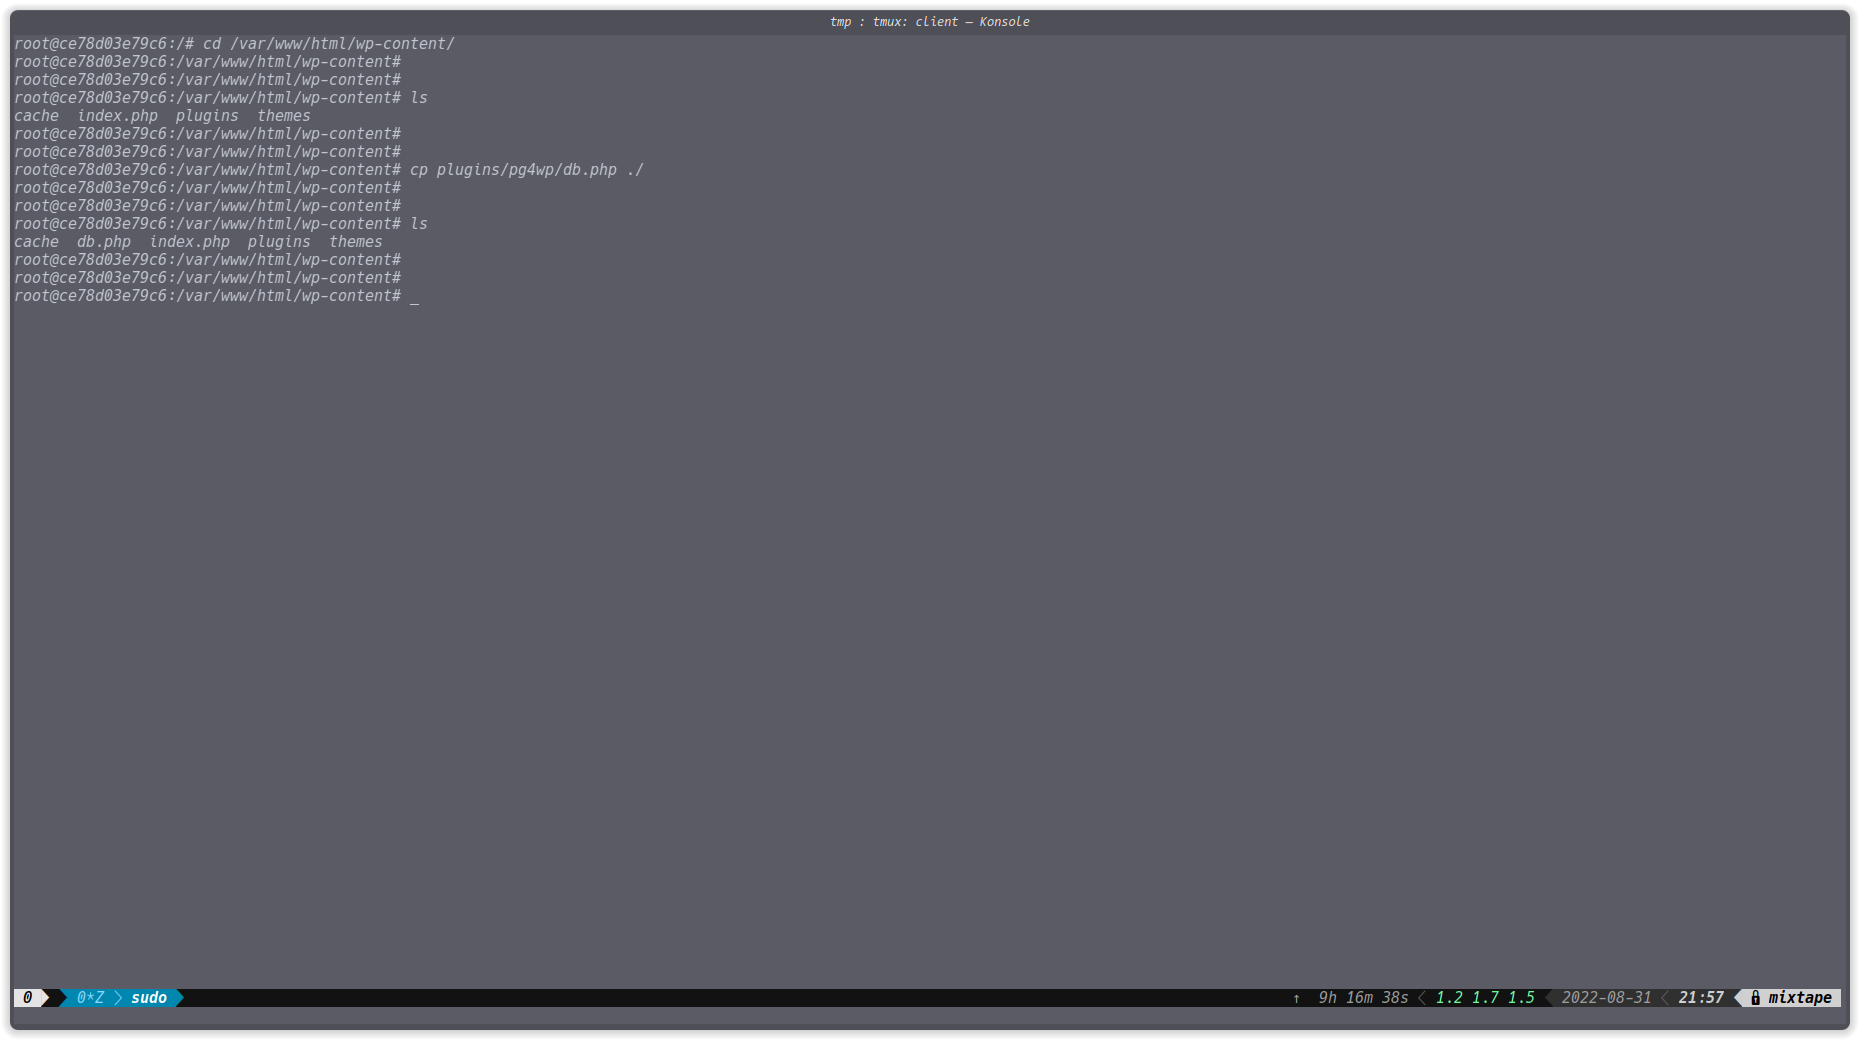 tmp : tmux: client — Konsole
root@ce78d03e79c6:/# cd /var/www/html/wp-content/
root@ce78d03e79c6:/var/www/html/wp-content#
root@ce78d03e79c6:/var/www/html/wp-content#
root@ce78d03e79c6:/var/www/html/wp-content# ls
cache  index.php  plugins  themes
root@ce78d03e79c6:/var/www/html/wp-content#
root@ce78d03e79c6:/var/www/html/wp-content#
root@ce78d03e79c6:/var/www/html/wp-content# cp plugins/pg4wp/db.php ./
root@ce78d03e79c6:/var/www/html/wp-content#
root@ce78d03e79c6:/var/www/html/wp-content#
root@ce78d03e79c6:/var/www/html/wp-content# ls
cache  db.php  index.php  plugins  themes
root@ce78d03e79c6:/var/www/html/wp-content#
root@ce78d03e79c6:/var/www/html/wp-content#
root@ce78d03e79c6:/var/www/html/wp-content# _
0 0*Z sudo ↑ 9h 16m 38s 1.2 1.7 1.5 2022-08-31 21:57 mixtape